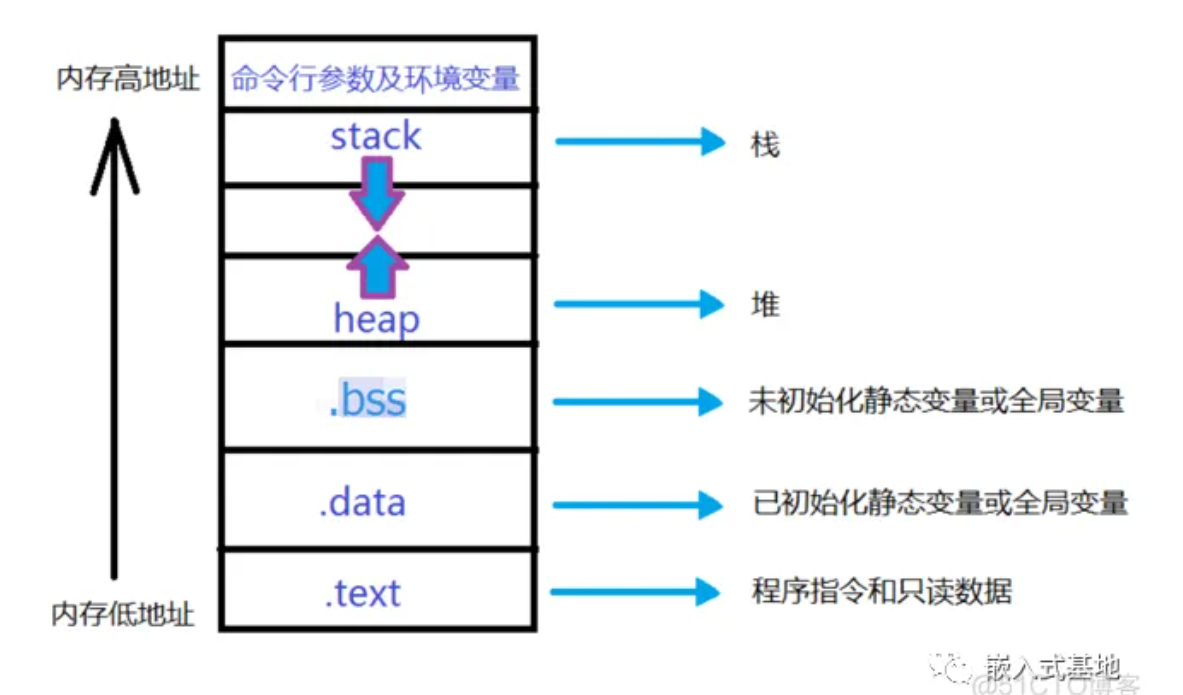 内存高地址
命令行参数及环境变量
stack
栈
heap
堆
.bss
未初始化静态变量或全局变量
.data
已初始化静态变量或全局变量
.text
程序指令和只读数据
内存低地址
嵌入式基地
@51CTO博客